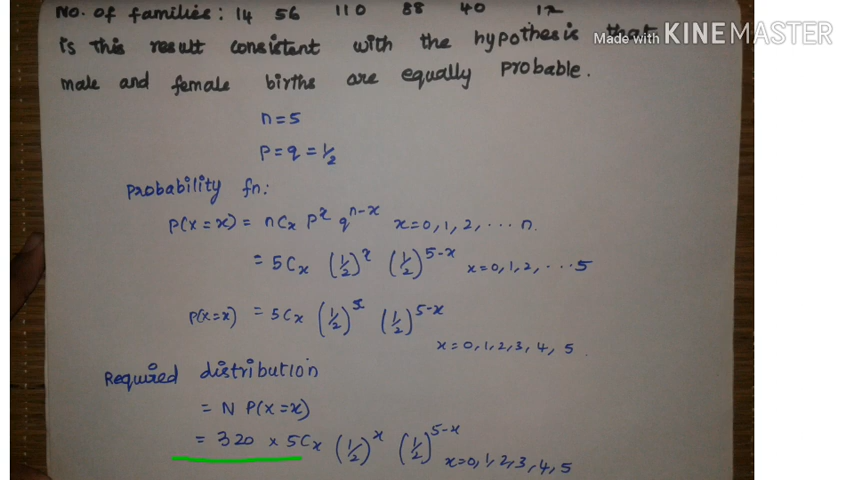 No. of families: 14 56 110 88 40 12
is this result consistent with the hypothesis that
Made with KINEMASTER
male and female births are equally probable.
n=5
p=q=1/2
probability fn:
P(X=x) = nCx p^x q^n-x x=0,1,2,...n.
= 5Cx (1/2)^x (1/2)^5-x x=0,1,2,...5
P(X=x) = 5Cx (1/2)^x (1/2)^5-x
x=0,1,2,3,4,5.
Required distribution
= N P(X=x)
= 320 × 5Cx (1/2)^x (1/2)^5-x x=0,1,2,3,4,5